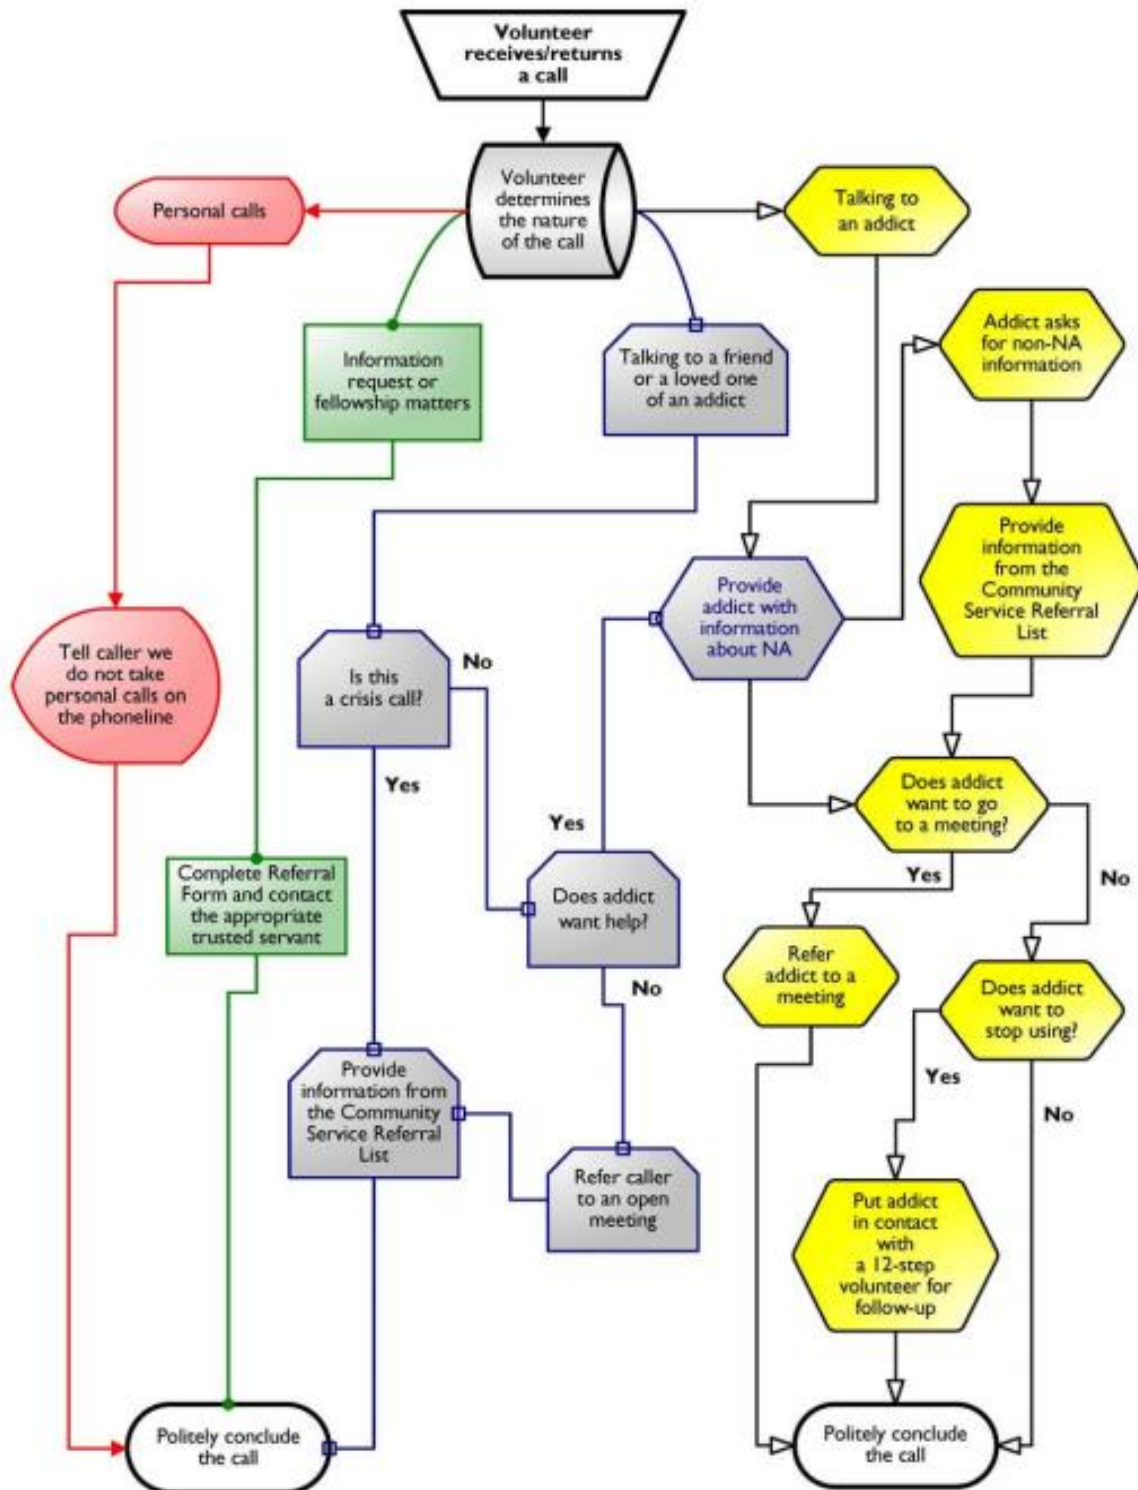 Volunteer
receives/returns
a call
Volunteer
determines
the nature
of the call
Personal calls
Talking to
an addict
Information
request or
fellowship matters
Talking to a friend
or a loved one
of an addict
Addict asks
for non-NA
information
Provide
information
from the
Community
Service Referral
List
Provide
addict with
information
about NA
Tell caller we
do not take
personal calls on
the phoneline
Is this
a crisis call?
No
Yes
Does addict
want to go
to a meeting?
Yes
No
Yes
Does addict
want help?
No
Complete Referral
Form and contact
the appropriate
trusted servant
Refer
addict to a
meeting
Does addict
want to
stop using?
Yes
No
Provide
information from
the Community
Service Referral
List
Refer caller
to an open
meeting
Put addict
in contact
with
a 12-step
volunteer for
follow-up
Politely conclude
the call
Politely conclude
the call